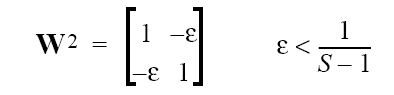 W² = [1 −ε; −ε 1]    ε < 1/(S − 1)